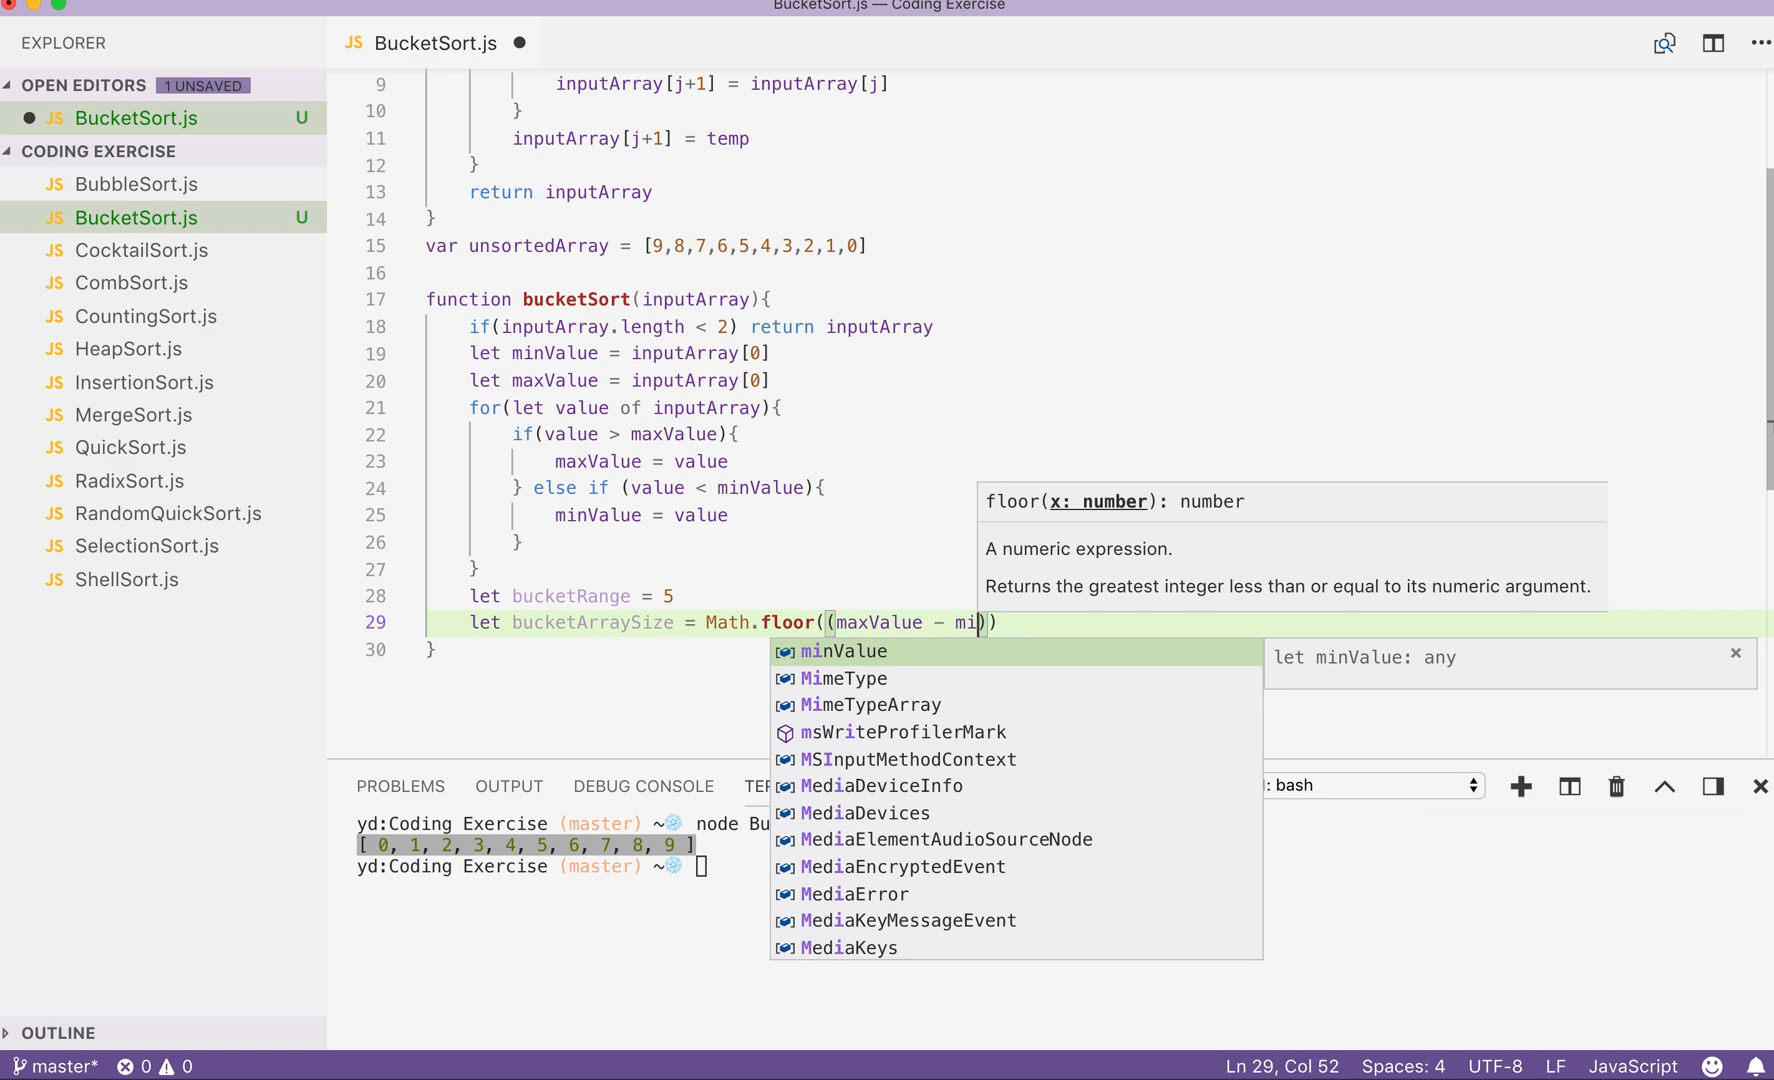 BucketSort.js — Coding Exercise
EXPLORER
JS BucketSort.js
OPEN EDITORS 1 UNSAVED
JS BucketSort.js U
CODING EXERCISE
JS BubbleSort.js
JS BucketSort.js U
JS CocktailSort.js
JS CombSort.js
JS CountingSort.js
JS HeapSort.js
JS InsertionSort.js
JS MergeSort.js
JS QuickSort.js
JS RadixSort.js
JS RandomQuickSort.js
JS SelectionSort.js
JS ShellSort.js
OUTLINE
9 inputArray[j+1] = inputArray[j]
10 }
11 inputArray[j+1] = temp
12 }
13 return inputArray
14 }
15 var unsortedArray = [9,8,7,6,5,4,3,2,1,0]
16
17 function bucketSort(inputArray){
18 if(inputArray.length < 2) return inputArray
19 let minValue = inputArray[0]
20 let maxValue = inputArray[0]
21 for(let value of inputArray){
22 if(value > maxValue){
23 maxValue = value
24 } else if (value < minValue){
25 minValue = value
26 }
27 }
28 let bucketRange = 5
29 let bucketArraySize = Math.floor((maxValue - mi))
30 }
floor(x: number): number
A numeric expression.
Returns the greatest integer less than or equal to its numeric argument.
minValue
MimeType
MimeTypeArray
msWriteProfilerMark
MSInputMethodContext
MediaDeviceInfo
MediaDevices
MediaElementAudioSourceNode
MediaEncryptedEvent
MediaError
MediaKeyMessageEvent
MediaKeys
let minValue: any
PROBLEMS OUTPUT DEBUG CONSOLE TER : bash
yd:Coding Exercise (master) ~ node Bu
[ 0, 1, 2, 3, 4, 5, 6, 7, 8, 9 ]
yd:Coding Exercise (master) ~
master* 0 0 Ln 29, Col 52 Spaces: 4 UTF-8 LF JavaScript